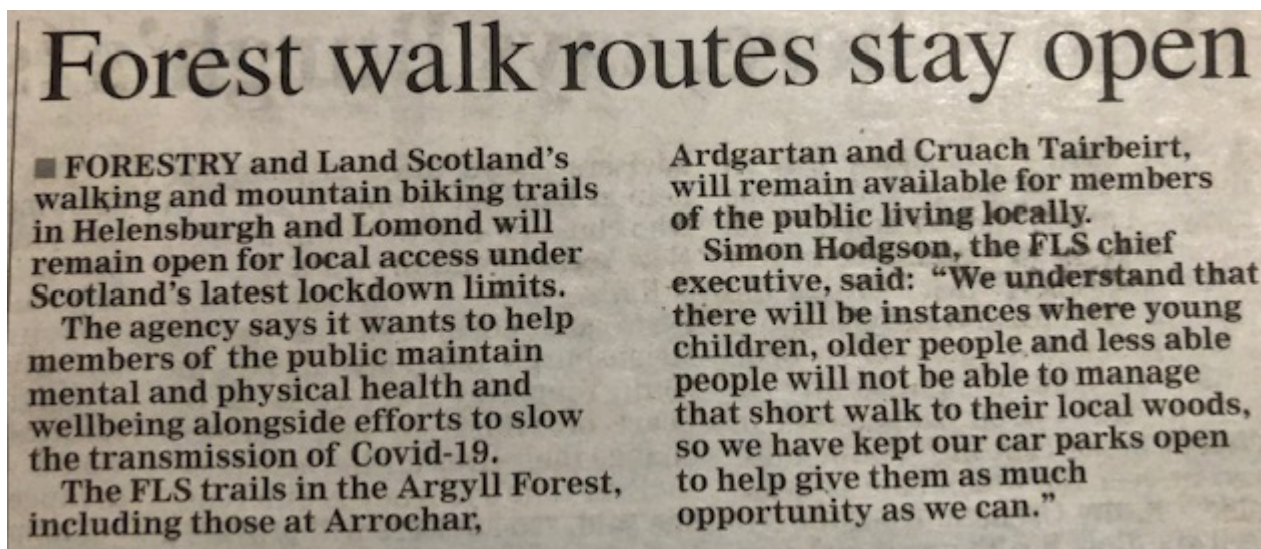 Forest walk routes stay open
■ FORESTRY and Land Scotland's
walking and mountain biking trails
in Helensburgh and Lomond will
remain open for local access under
Scotland's latest lockdown limits.
The agency says it wants to help
members of the public maintain
mental and physical health and
wellbeing alongside efforts to slow
the transmission of Covid-19.
The FLS trails in the Argyll Forest,
including those at Arrochar,
Ardgartan and Cruach Tairbeirt,
will remain available for members
of the public living locally.
Simon Hodgson, the FLS chief
executive, said: “We understand that
there will be instances where young
children, older people and less able
people will not be able to manage
that short walk to their local woods,
so we have kept our car parks open
to help give them as much
opportunity as we can.”